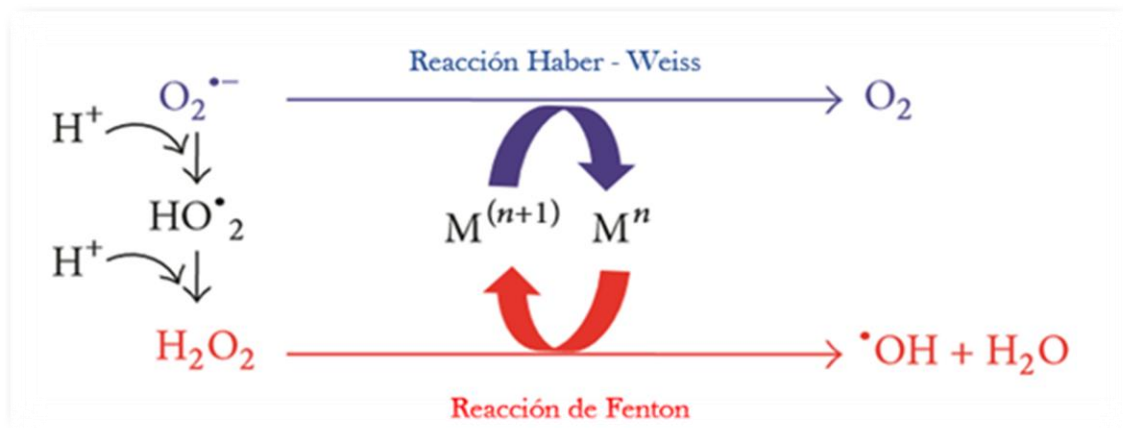 Reacción Haber - Weiss
O₂•− O₂
H⁺
HO•₂ M⁽ⁿ⁺¹⁾ Mⁿ
H⁺
H₂O₂ •OH + H₂O
Reacción de Fenton